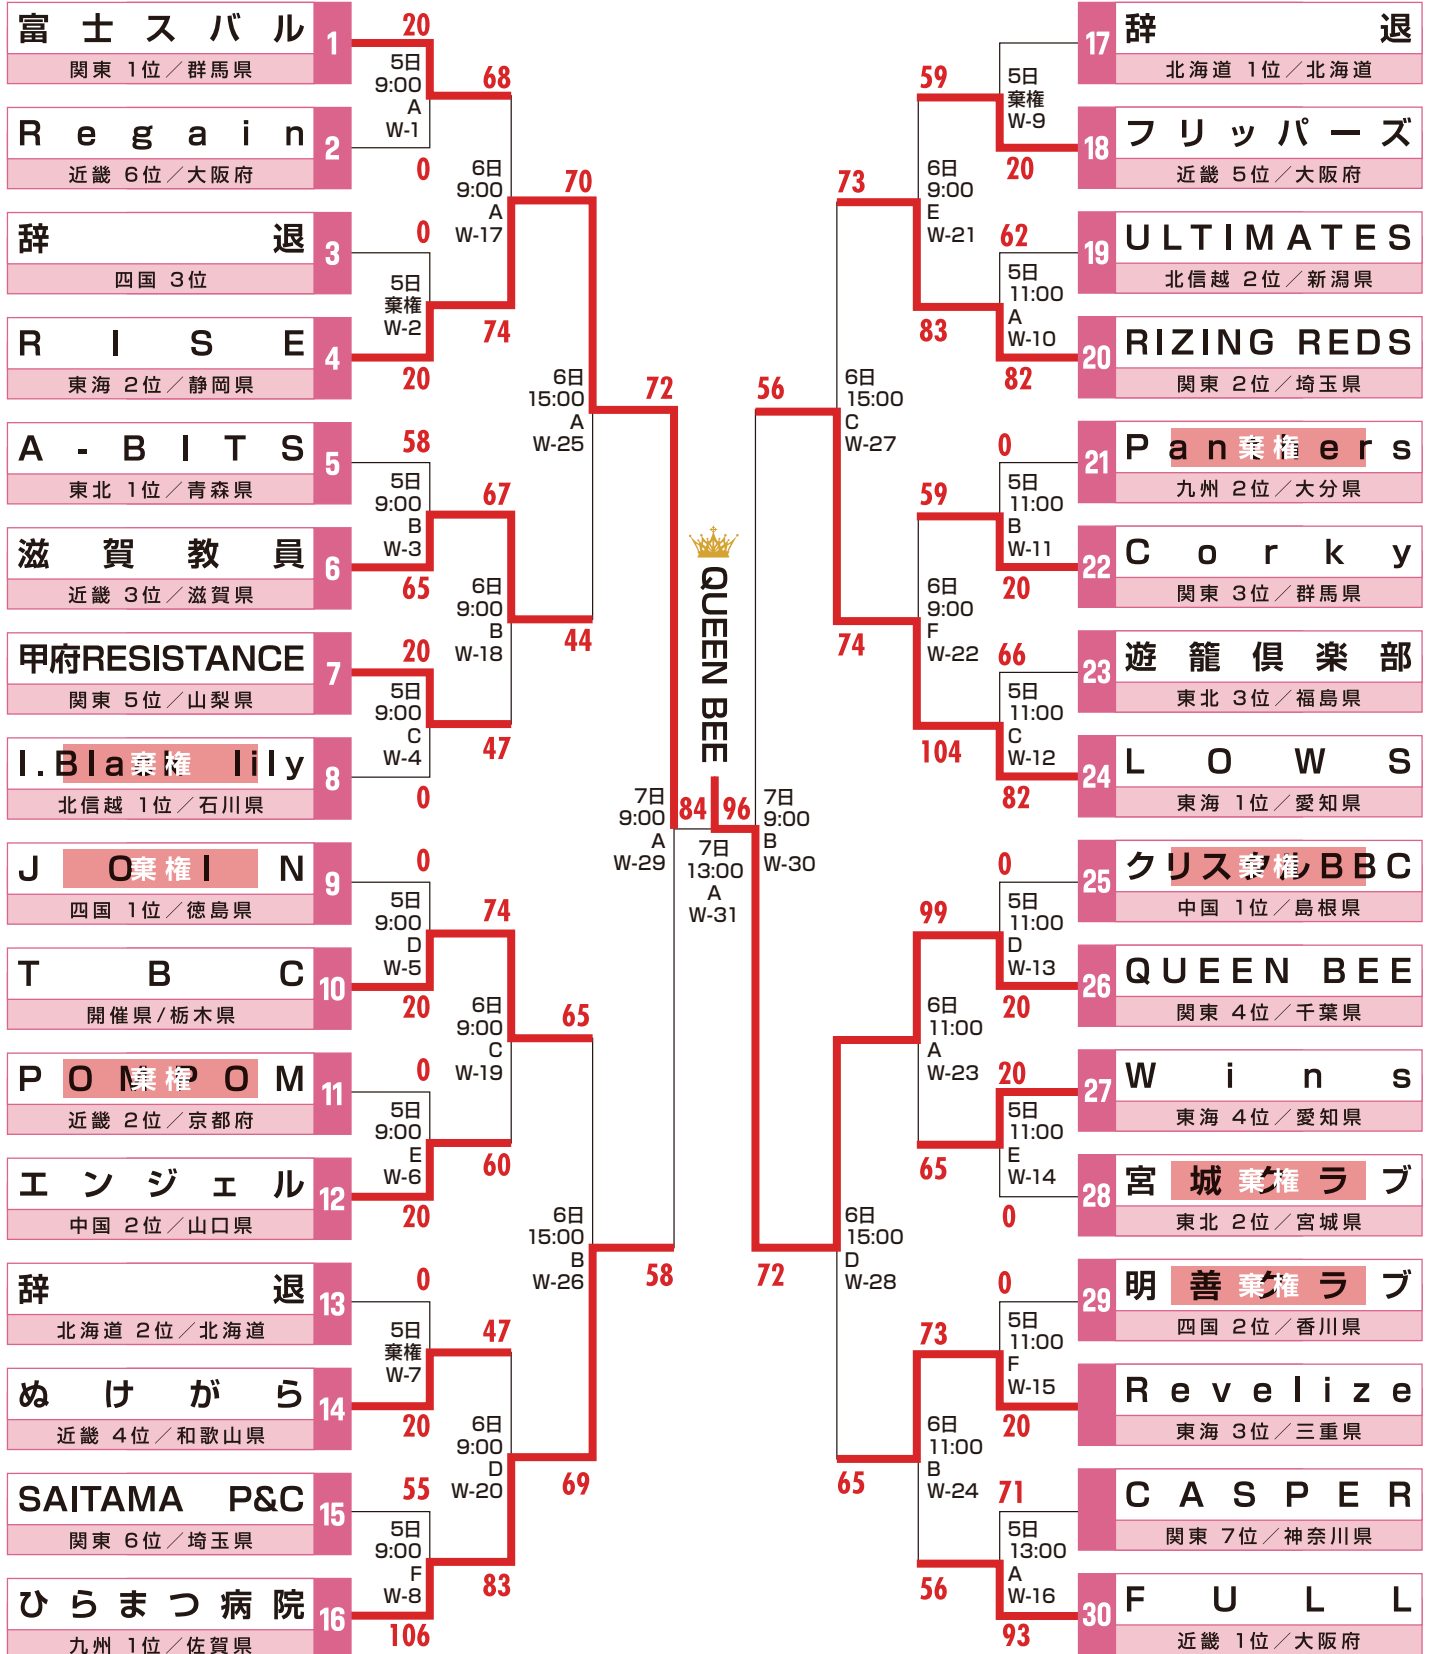 富士スバル
1
関東 1位／群馬県
Regain
2
近畿 6位／大阪府
辞退
3
四国 3位
RISE
4
東海 2位／静岡県
A-BITS
5
東北 1位／青森県
滋賀教員
6
近畿 3位／滋賀県
甲府RESISTANCE
7
関東 5位／山梨県
I.Black lily
棄権
8
北信越 1位／石川県
JOIN
棄権
9
四国 1位／徳島県
TBC
10
開催県/栃木県
POMPOM
棄権
11
近畿 2位／京都府
エンジェル
12
中国 2位／山口県
辞退
13
北海道 2位／北海道
ぬけがら
14
近畿 4位／和歌山県
SAITAMA P&C
15
関東 6位／埼玉県
ひらまつ病院
16
九州 1位／佐賀県
20
5日
9:00
A
W-1
0
0
5日
棄権
W-2
20
58
5日
9:00
B
W-3
65
20
5日
9:00
C
W-4
0
0
5日
9:00
D
W-5
20
0
5日
9:00
E
W-6
20
0
5日
棄権
W-7
20
55
5日
9:00
F
W-8
106
68
6日
9:00
A
W-17
74
67
6日
9:00
B
W-18
47
74
6日
9:00
C
W-19
60
47
6日
9:00
D
W-20
83
70
6日
15:00
A
W-25
44
65
6日
15:00
B
W-26
69
72
7日
9:00
A
W-29
58
QUEEN BEE
84
96
7日
13:00
A
W-31
56
7日
9:00
B
W-30
72
73
6日
15:00
C
W-27
74
6日
15:00
D
W-28
65
59
6日
9:00
E
W-21
83
59
6日
9:00
F
W-22
104
99
6日
11:00
A
W-23
65
73
6日
11:00
B
W-24
56
5日
棄権
W-9
20
62
5日
11:00
A
W-10
82
0
5日
11:00
B
W-11
20
66
5日
11:00
C
W-12
82
0
5日
11:00
D
W-13
20
20
5日
11:00
E
W-14
0
0
5日
11:00
F
W-15
20
71
5日
13:00
A
W-16
93
17
辞退
北海道 1位／北海道
18
フリッパーズ
近畿 5位／大阪府
19
ULTIMATES
北信越 2位／新潟県
20
RIZING REDS
関東 2位／埼玉県
21
Panthers
棄権
九州 2位／大分県
22
Corky
関東 3位／群馬県
23
遊籠倶楽部
東北 3位／福島県
24
LOWS
東海 1位／愛知県
25
クリスタルBBC
棄権
中国 1位／島根県
26
QUEEN BEE
関東 4位／千葉県
27
Wins
東海 4位／愛知県
28
宮城クラブ
棄権
東北 2位／宮城県
29
明善クラブ
棄権
四国 2位／香川県
Revelize
東海 3位／三重県
CASPER
関東 7位／神奈川県
30
FULL
近畿 1位／大阪府